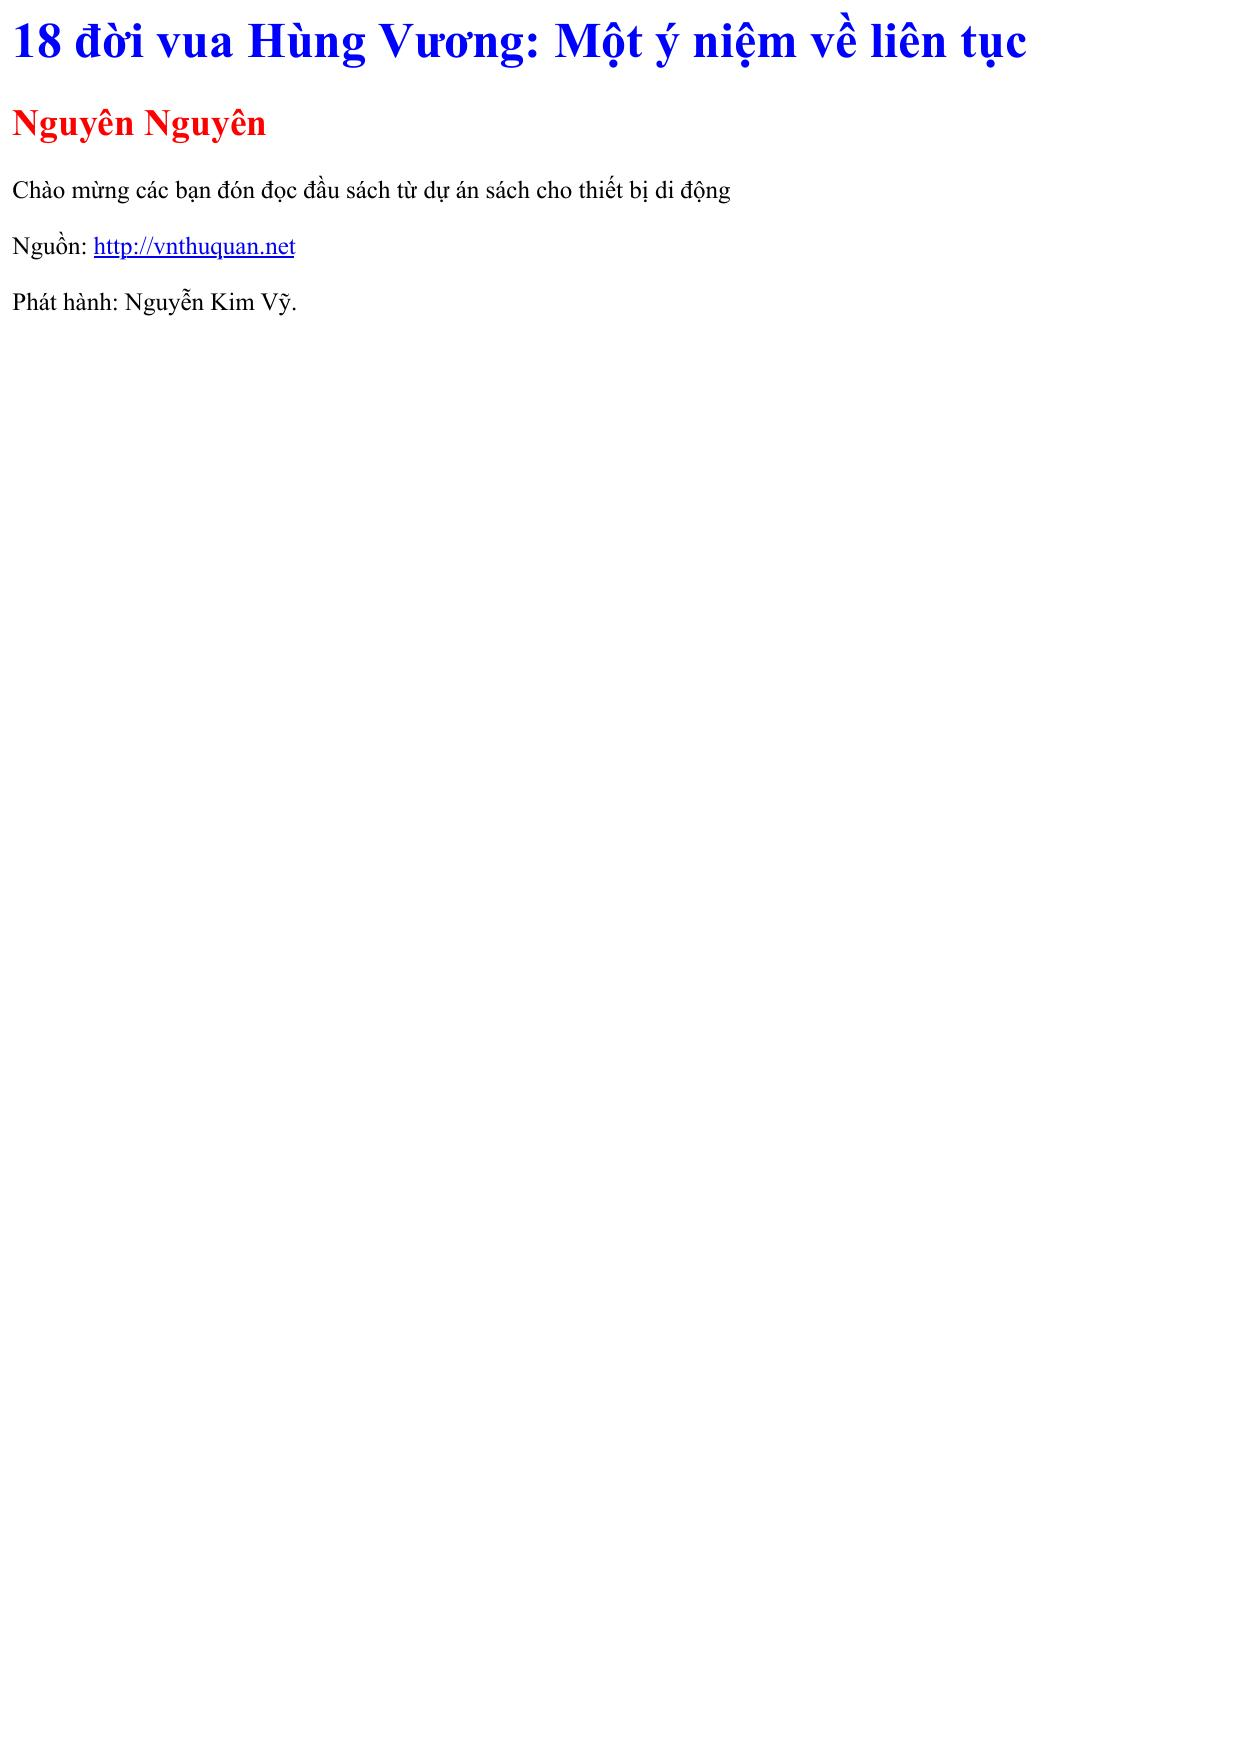 18 đời vua Hùng Vương: Một ý niệm về liên tục
Nguyên Nguyên
Chào mừng các bạn đón đọc đầu sách từ dự án sách cho thiết bị di động
Nguồn: http://vnthuquan.net
Phát hành: Nguyễn Kim Vỹ.